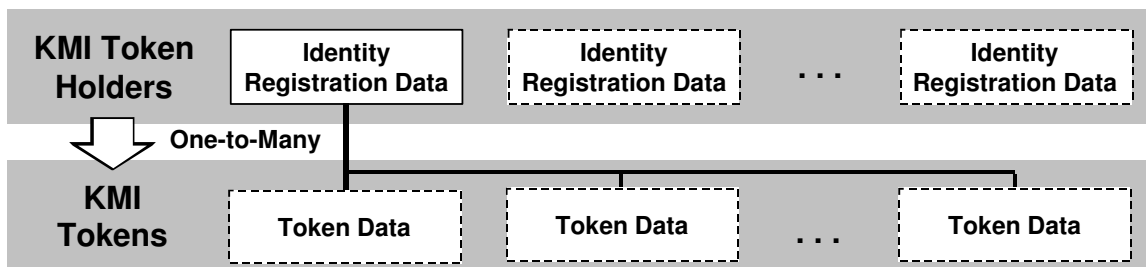 KMI Token
Holders
Identity
Registration Data
Identity
Registration Data
. . .
Identity
Registration Data
One-to-Many
KMI
Tokens
Token Data
Token Data
. . .
Token Data